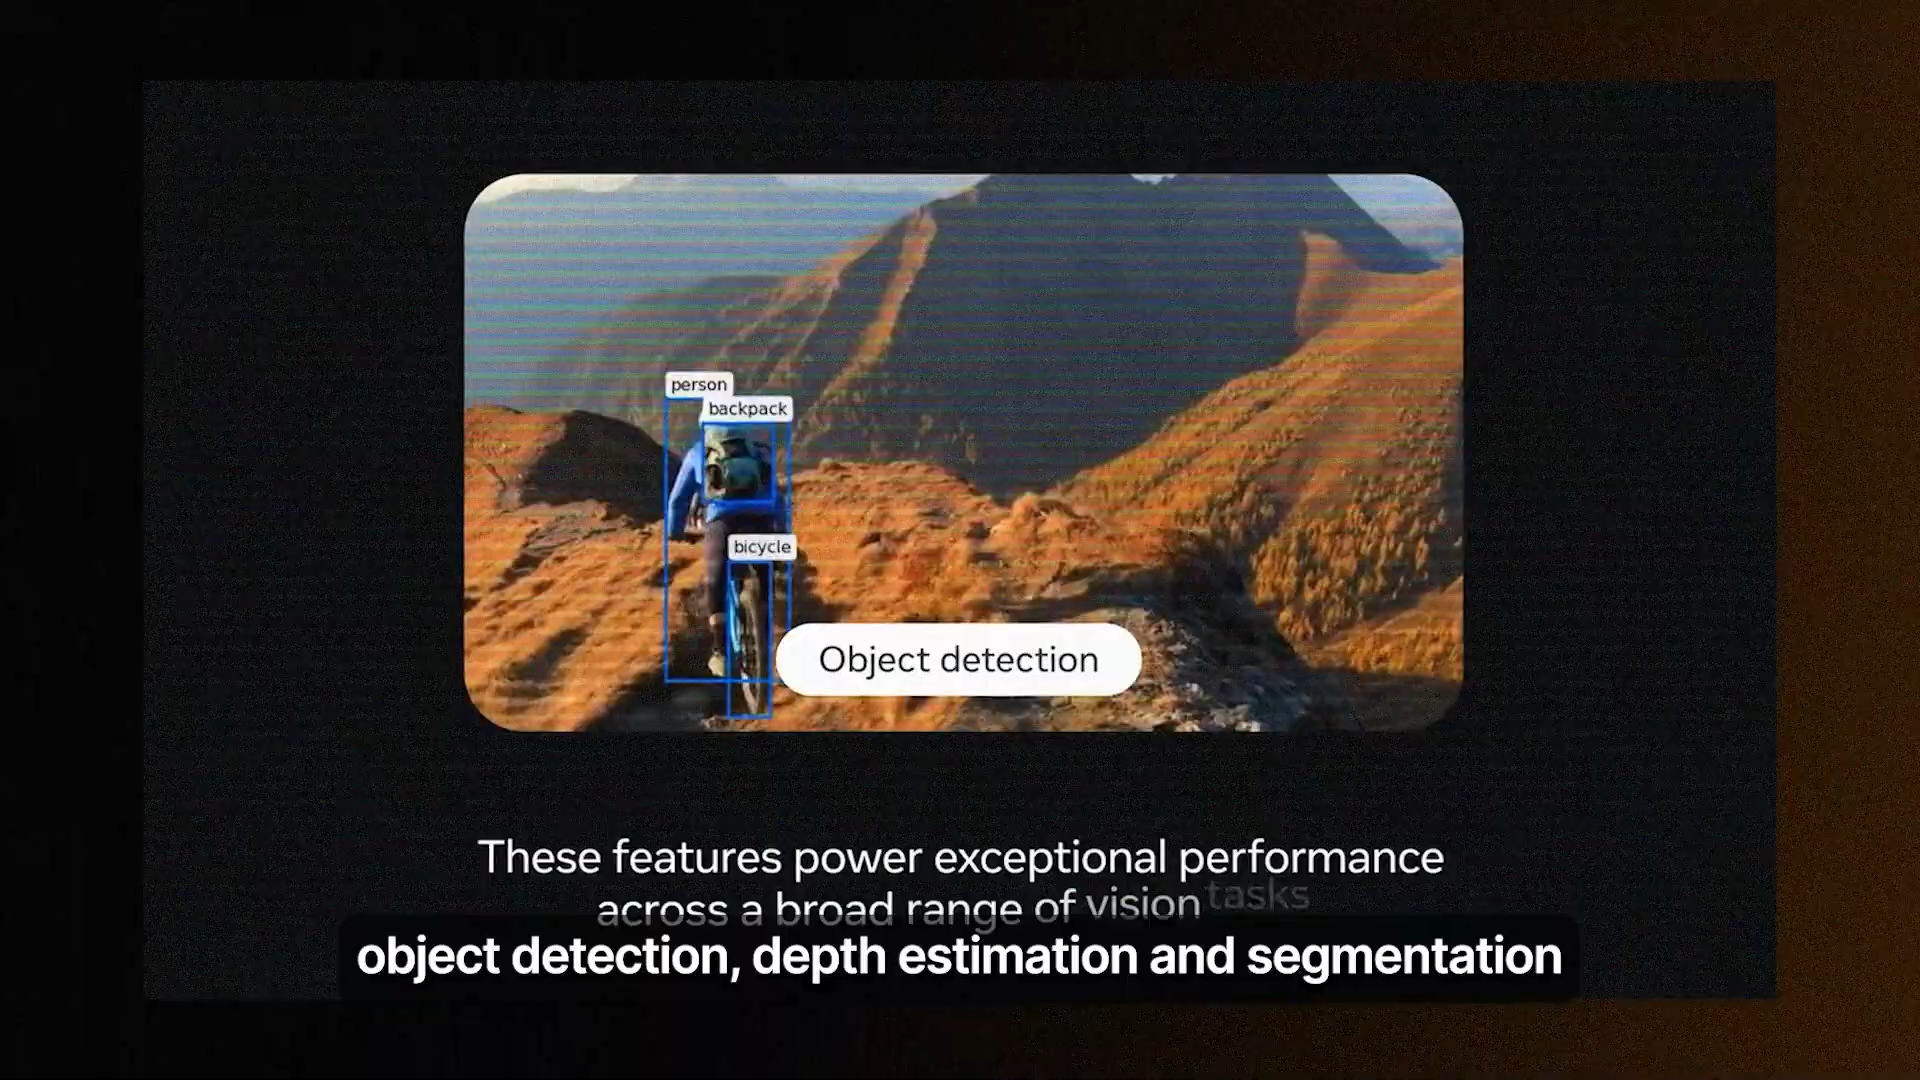 person
backpack
bicycle
Object detection
These features power exceptional performance
across a broad range of vision tasks
object detection, depth estimation and segmentation